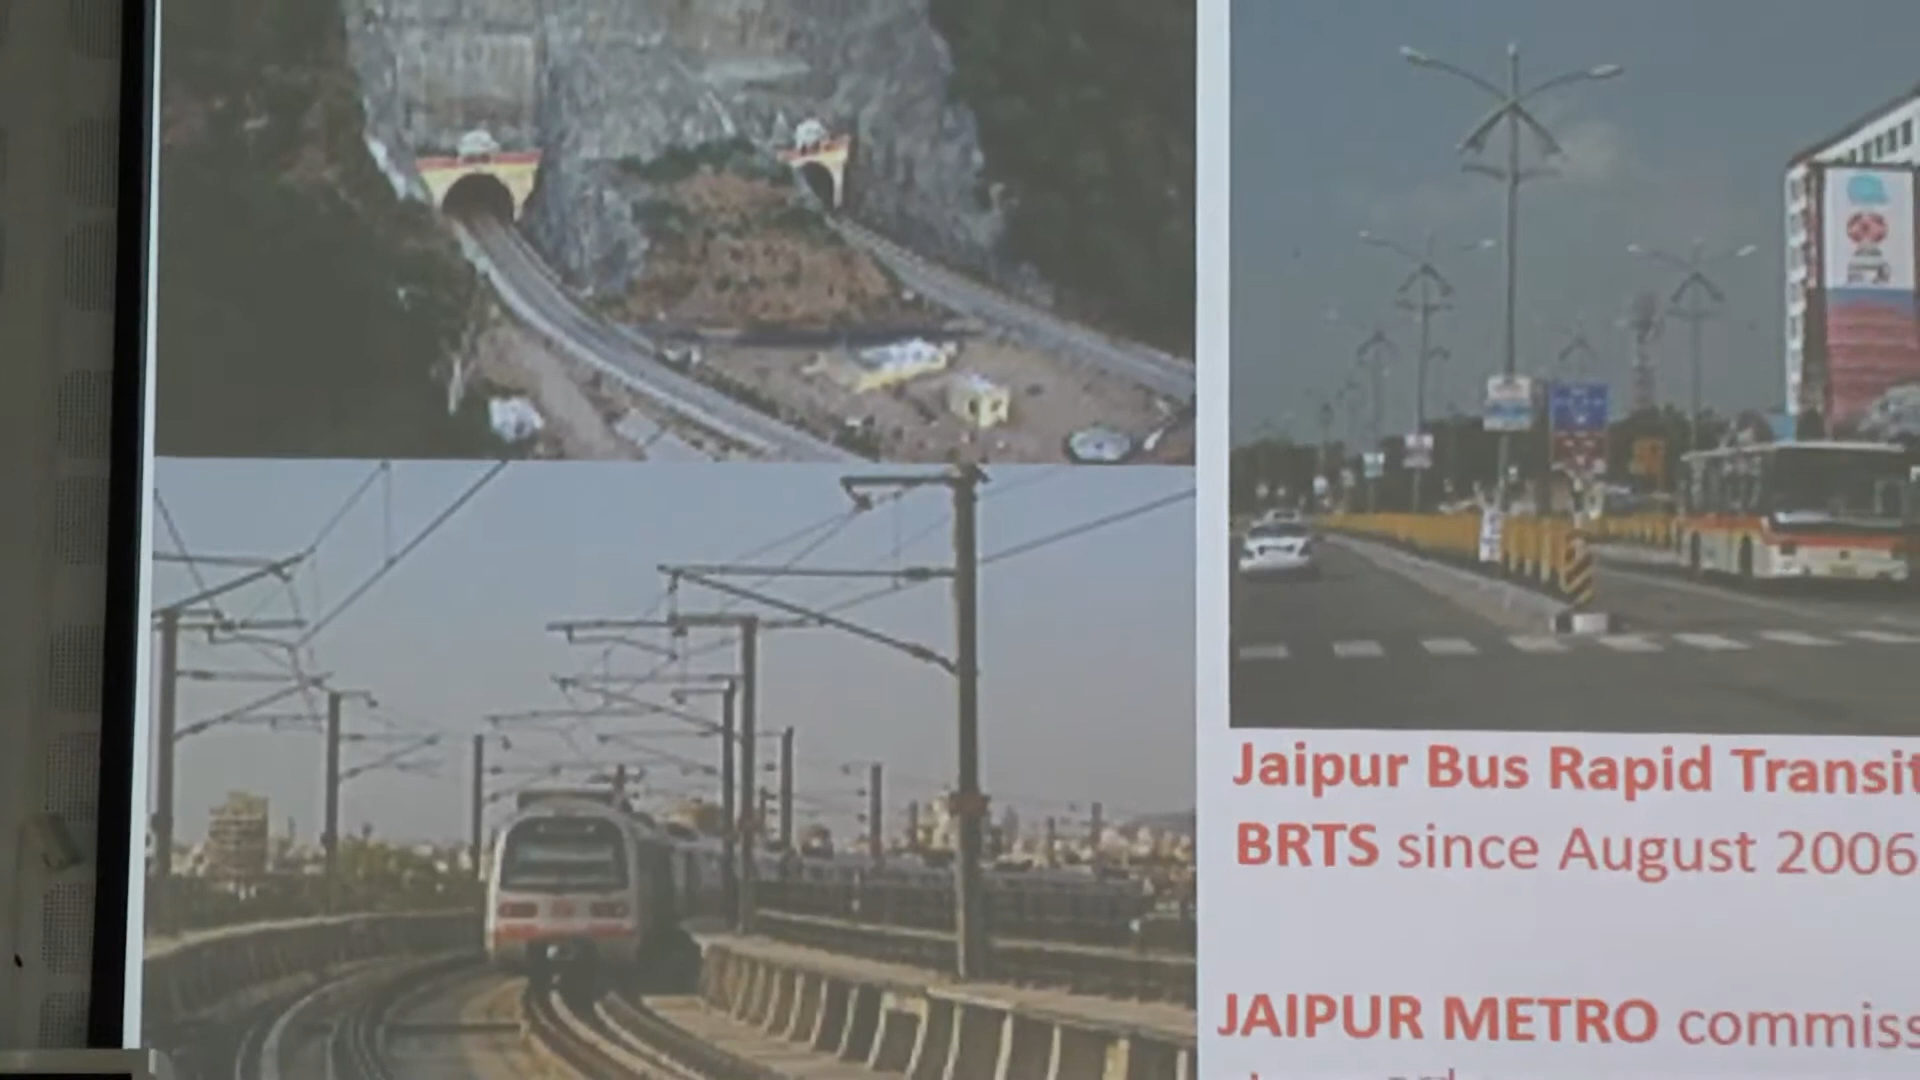 Jaipur Bus Rapid Transit
BRTS since August 2006
JAIPUR METRO commiss